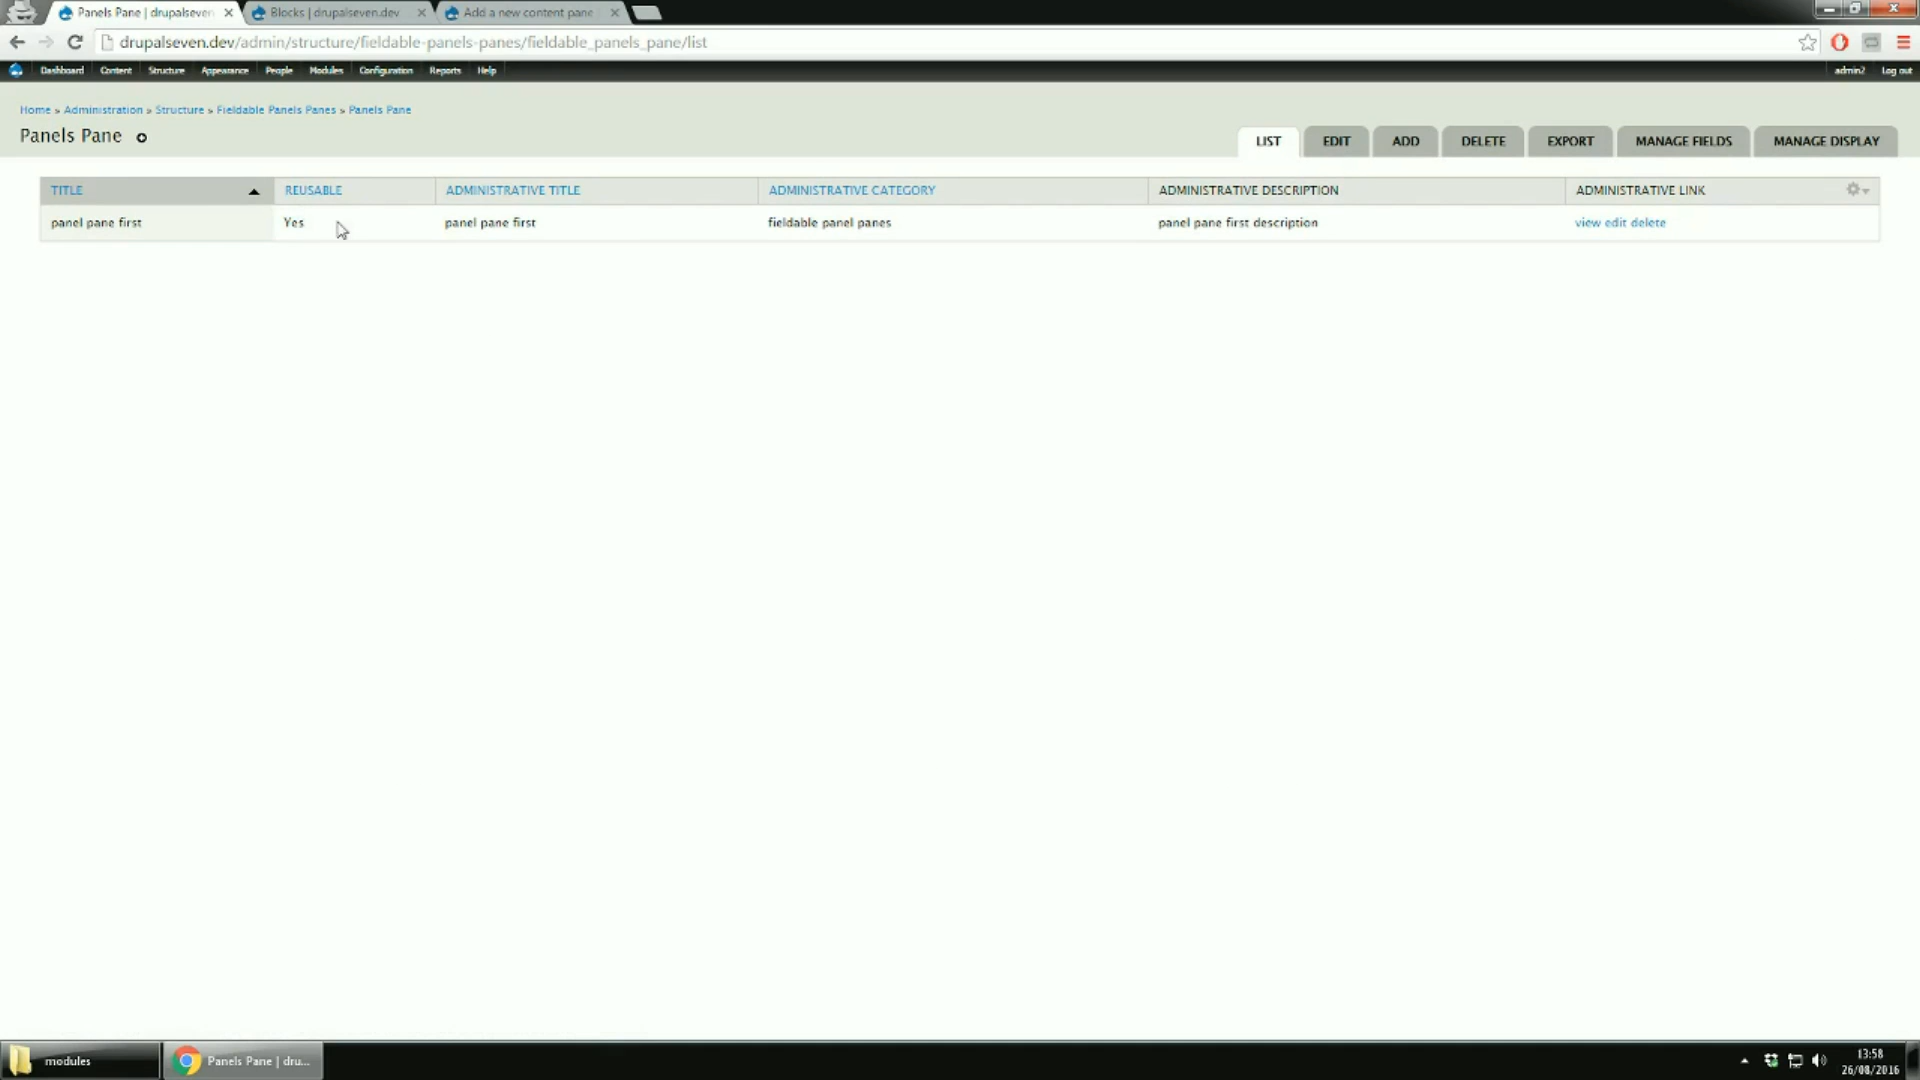 Panels Pane | drupalseven
Blocks | drupalseven.dev
Add a new content pane
drupalseven.dev/admin/structure/fieldable-panels-panes/fieldable_panels_pane/list
Dashboard Content Structure Appearance People Modules Configuration Reports Help
admin2 Log out
Home » Administration » Structure » Fieldable Panels Panes » Panels Pane
Panels Pane
LIST EDIT ADD DELETE EXPORT MANAGE FIELDS MANAGE DISPLAY
TITLE REUSABLE ADMINISTRATIVE TITLE ADMINISTRATIVE CATEGORY ADMINISTRATIVE DESCRIPTION ADMINISTRATIVE LINK
panel pane first Yes panel pane first fieldable panel panes panel pane first description view edit delete
modules
Panels Pane | dru...
13:58
26/08/2016